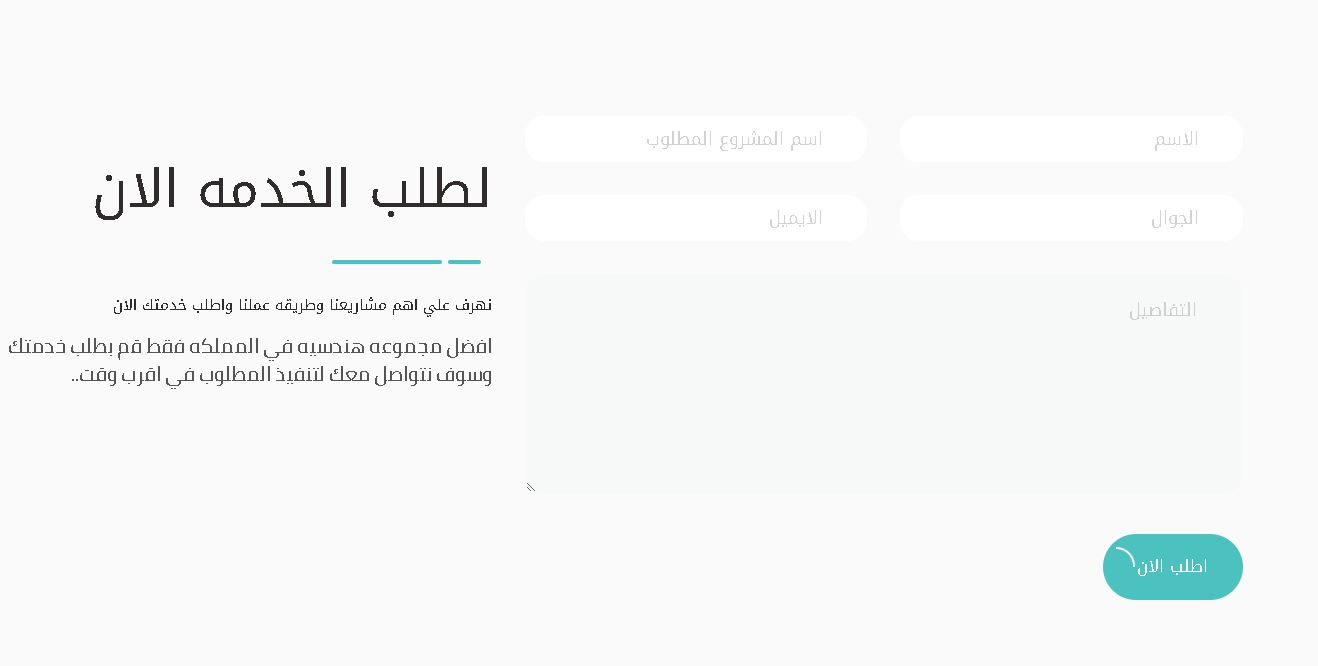 الاسم
اسم المشروع المطلوب
الجوال
الايميل
التفاصيل
اطلب الان
لطلب الخدمه الان
نهرف علي اهم مشاريعنا وطريقه عملنا واطلب خدمتك الان
افضل مجموعه هندسيه في المملكه فقط قم بطلب خدمتك
وسوف نتواصل معك لتنفيذ المطلوب في اقرب وقت..